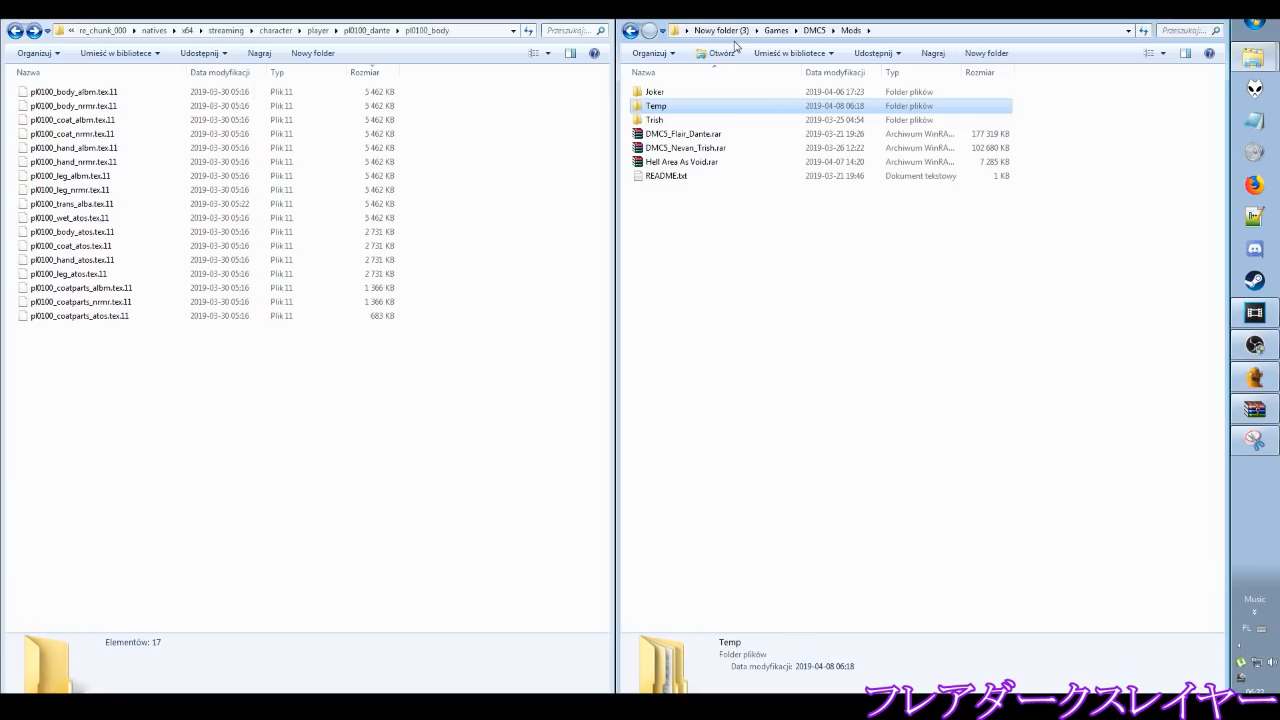 « re_chunk_000 ▸ natives ▸ x64 ▸ streaming ▸ character ▸ player ▸ pl0100_dante ▸ pl0100_body
Przeszukaj:...
Organizuj Umieść w bibliotece Udostępnij Nagraj Nowy folder
Nazwa Data modyfikacji Typ Rozmiar
pl0100_body_albm.tex.11 2019-03-30 05:16 Plik 11 5 462 KB
pl0100_body_nrmr.tex.11 2019-03-30 05:16 Plik 11 5 462 KB
pl0100_coat_albm.tex.11 2019-03-30 05:16 Plik 11 5 462 KB
pl0100_coat_nrmr.tex.11 2019-03-30 05:16 Plik 11 5 462 KB
pl0100_hand_albm.tex.11 2019-03-30 05:16 Plik 11 5 462 KB
pl0100_hand_nrmr.tex.11 2019-03-30 05:16 Plik 11 5 462 KB
pl0100_leg_albm.tex.11 2019-03-30 05:16 Plik 11 5 462 KB
pl0100_leg_nrmr.tex.11 2019-03-30 05:16 Plik 11 5 462 KB
pl0100_trans_alba.tex.11 2019-03-30 05:22 Plik 11 5 462 KB
pl0100_wet_atos.tex.11 2019-03-30 05:16 Plik 11 5 462 KB
pl0100_body_atos.tex.11 2019-03-30 05:16 Plik 11 2 731 KB
pl0100_coat_atos.tex.11 2019-03-30 05:16 Plik 11 2 731 KB
pl0100_hand_atos.tex.11 2019-03-30 05:16 Plik 11 2 731 KB
pl0100_leg_atos.tex.11 2019-03-30 05:16 Plik 11 2 731 KB
pl0100_coatparts_albm.tex.11 2019-03-30 05:16 Plik 11 1 366 KB
pl0100_coatparts_nrmr.tex.11 2019-03-30 05:16 Plik 11 1 366 KB
pl0100_coatparts_atos.tex.11 2019-03-30 05:16 Plik 11 683 KB
Elementów: 17
▸ Nowy folder (3) ▸ Games ▸ DMC5 ▸ Mods ▸
Przeszukaj:...
Organizuj Otwórz Umieść w bibliotece Udostępnij Nagraj Nowy folder
Nazwa Data modyfikacji Typ Rozmiar
Joker 2019-04-06 17:23 Folder plików
Temp 2019-04-08 06:18 Folder plików
Trish 2019-03-25 04:54 Folder plików
DMC5_Flair_Dante.rar 2019-03-21 19:26 Archiwum WinRA... 177 319 KB
DMC5_Nevan_Trish.rar 2019-03-26 12:22 Archiwum WinRA... 102 680 KB
Hell Area As Void.rar 2019-04-07 14:20 Archiwum WinRA... 7 285 KB
README.txt 2019-03-21 19:46 Dokument tekstowy 1 KB
Temp
Folder plików
Data modyfikacji: 2019-04-08 06:18
Music
PL
フレアダークスレイヤー